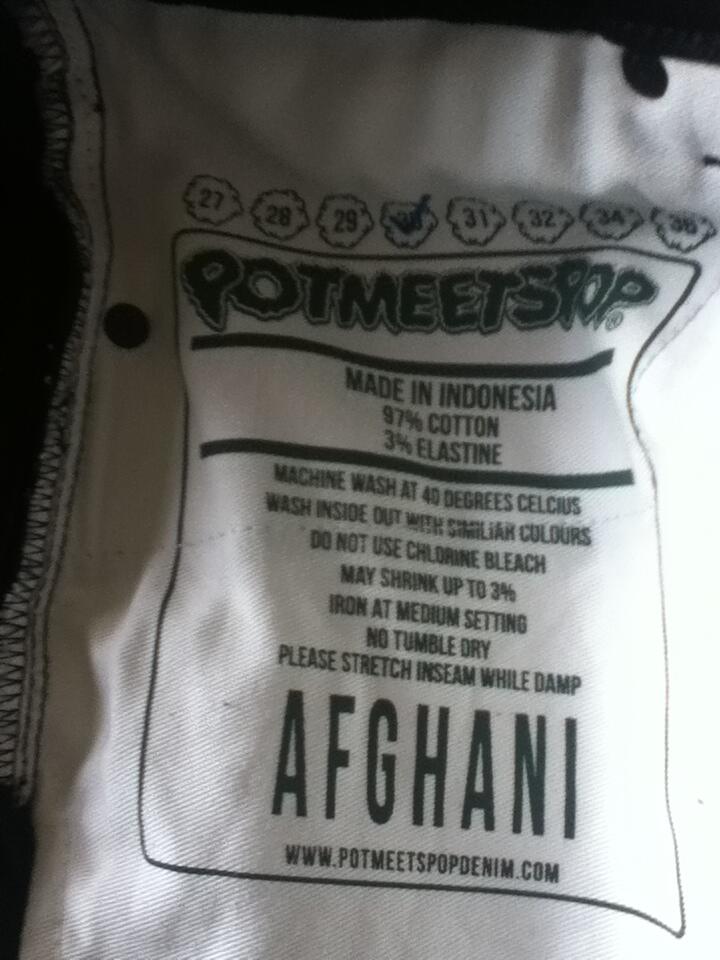 27 28 29 30 31 32 34 36
POTMEETSPOP®
MADE IN INDONESIA
97% COTTON
3% ELASTINE
MACHINE WASH AT 40 DEGREES CELCIUS
WASH INSIDE OUT WITH SIMILIAR COLOURS
DO NOT USE CHLORINE BLEACH
MAY SHRINK UP TO 3%
IRON AT MEDIUM SETTING
NO TUMBLE DRY
PLEASE STRETCH INSEAM WHILE DAMP
AFGHANI
WWW.POTMEETSPOPDENIM.COM